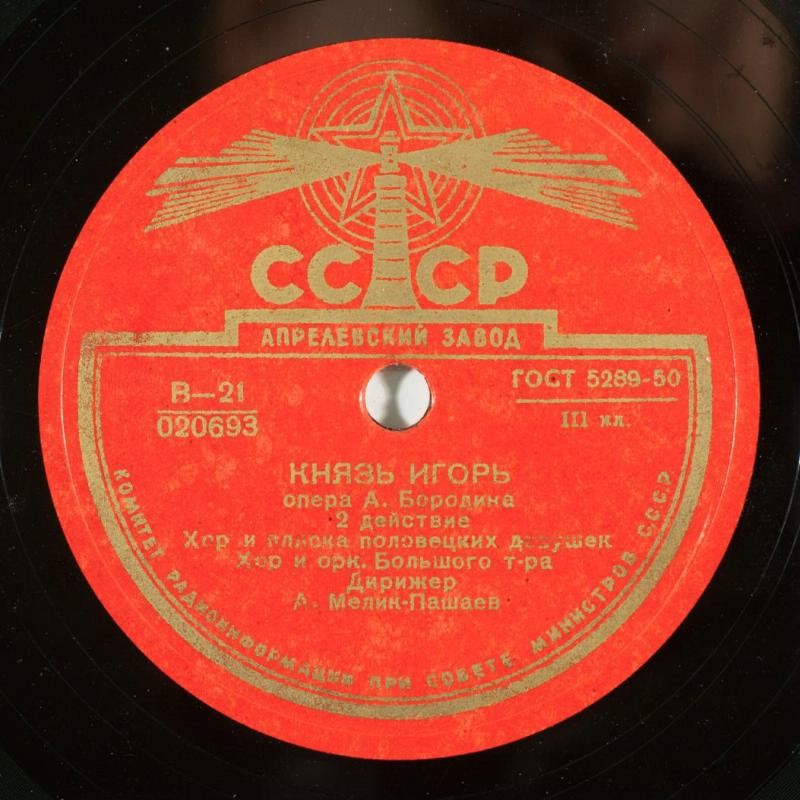 СССР
АПРЕЛЕВСКИЙ ЗАВОД
В—21
020693
ГОСТ 5289-50
III кл.
КНЯЗЬ ИГОРЬ
опера А. Бородина
2 действие
Хор и пляска половецких девушек
Хор и орк. Большого т-ра
Дирижер
А. Мелик-Пашаев
КОМИТЕТ РАДИОИНФОРМАЦИИ ПРИ СОВЕТЕ МИНИСТРОВ СССР